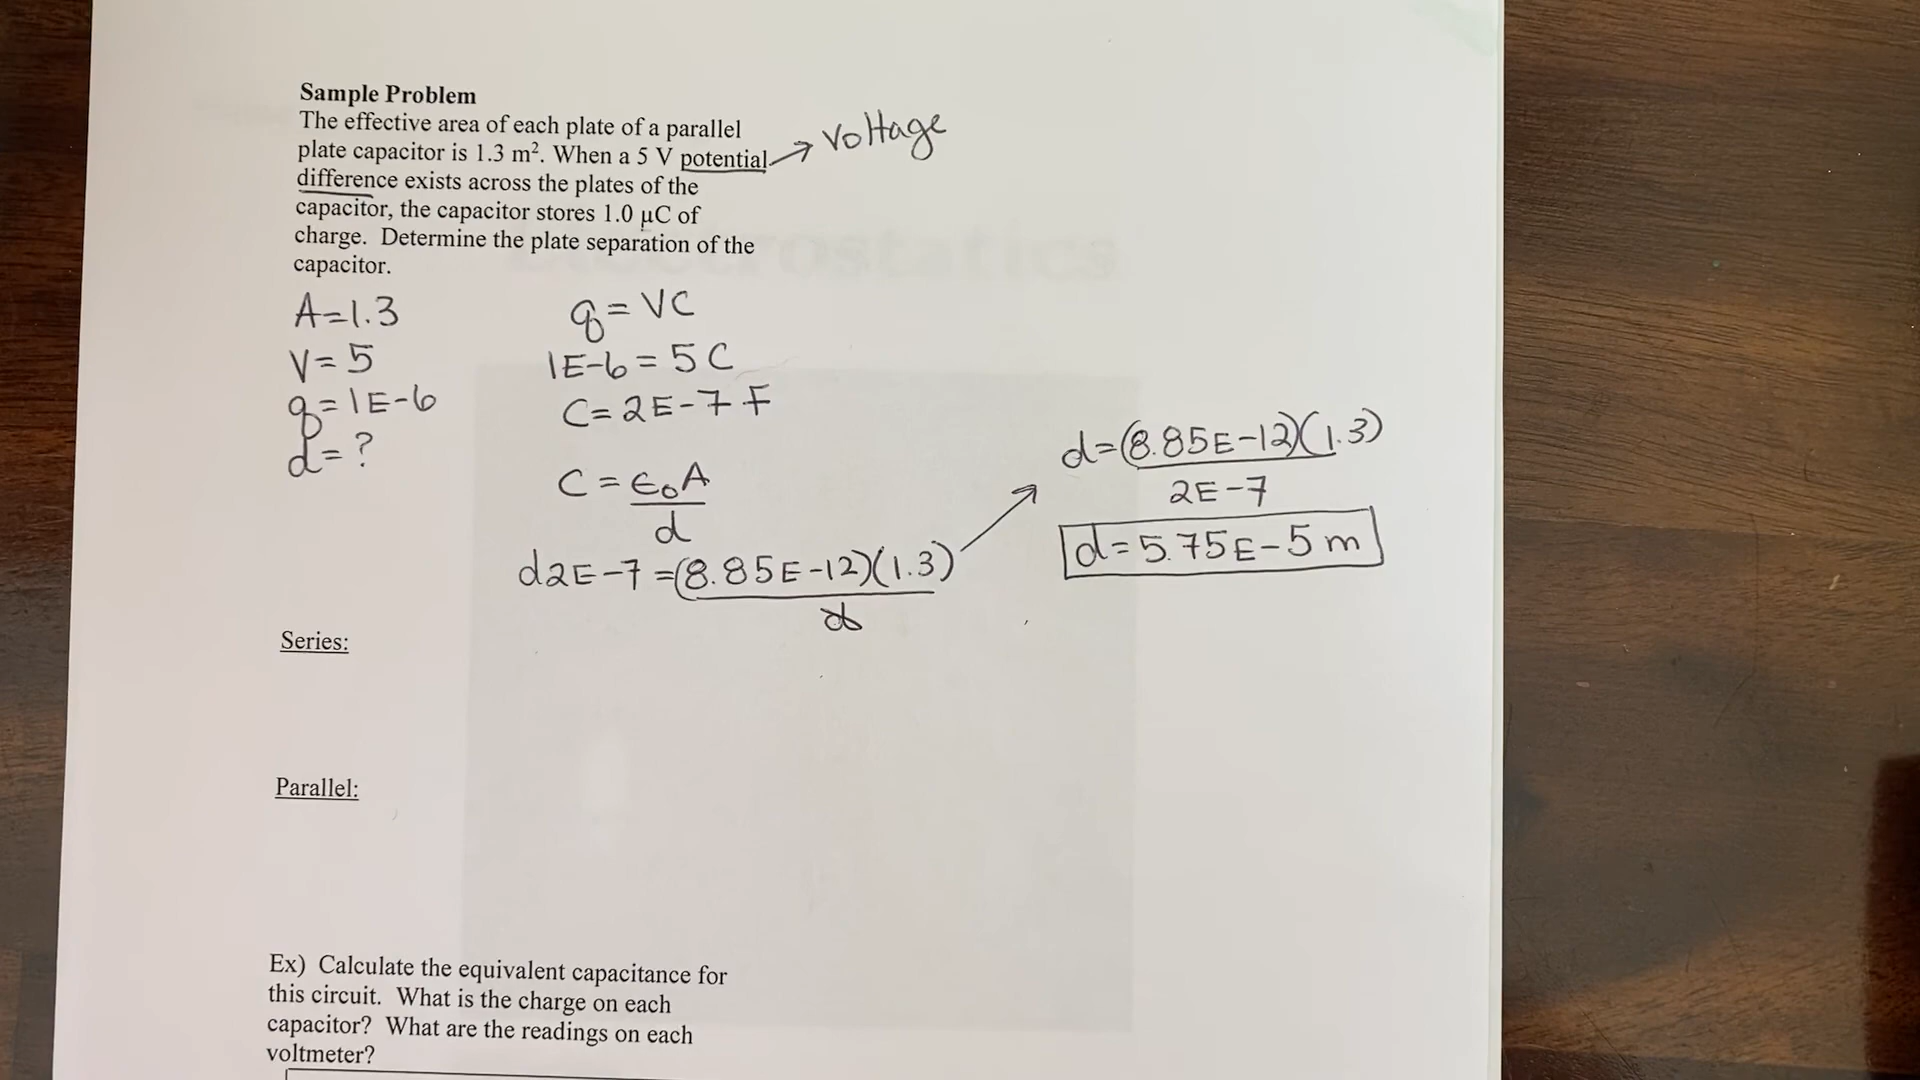 Sample Problem
The effective area of each plate of a parallel
plate capacitor is 1.3 m². When a 5 V potential → Voltage
difference exists across the plates of the
capacitor, the capacitor stores 1.0 µC of
charge. Determine the plate separation of the
capacitor.
A=1.3
V=5
q=1E-6
d=?
q=VC
1E-6=5C
C=2E-7 F
C=ϵ₀A
d
d2E-7=(8.85E-12)(1.3)
d
d=(8.85E-12)(1.3)
2E-7
d=5.75E-5 m
Series:
Parallel:
Ex) Calculate the equivalent capacitance for
this circuit. What is the charge on each
capacitor? What are the readings on each
voltmeter?